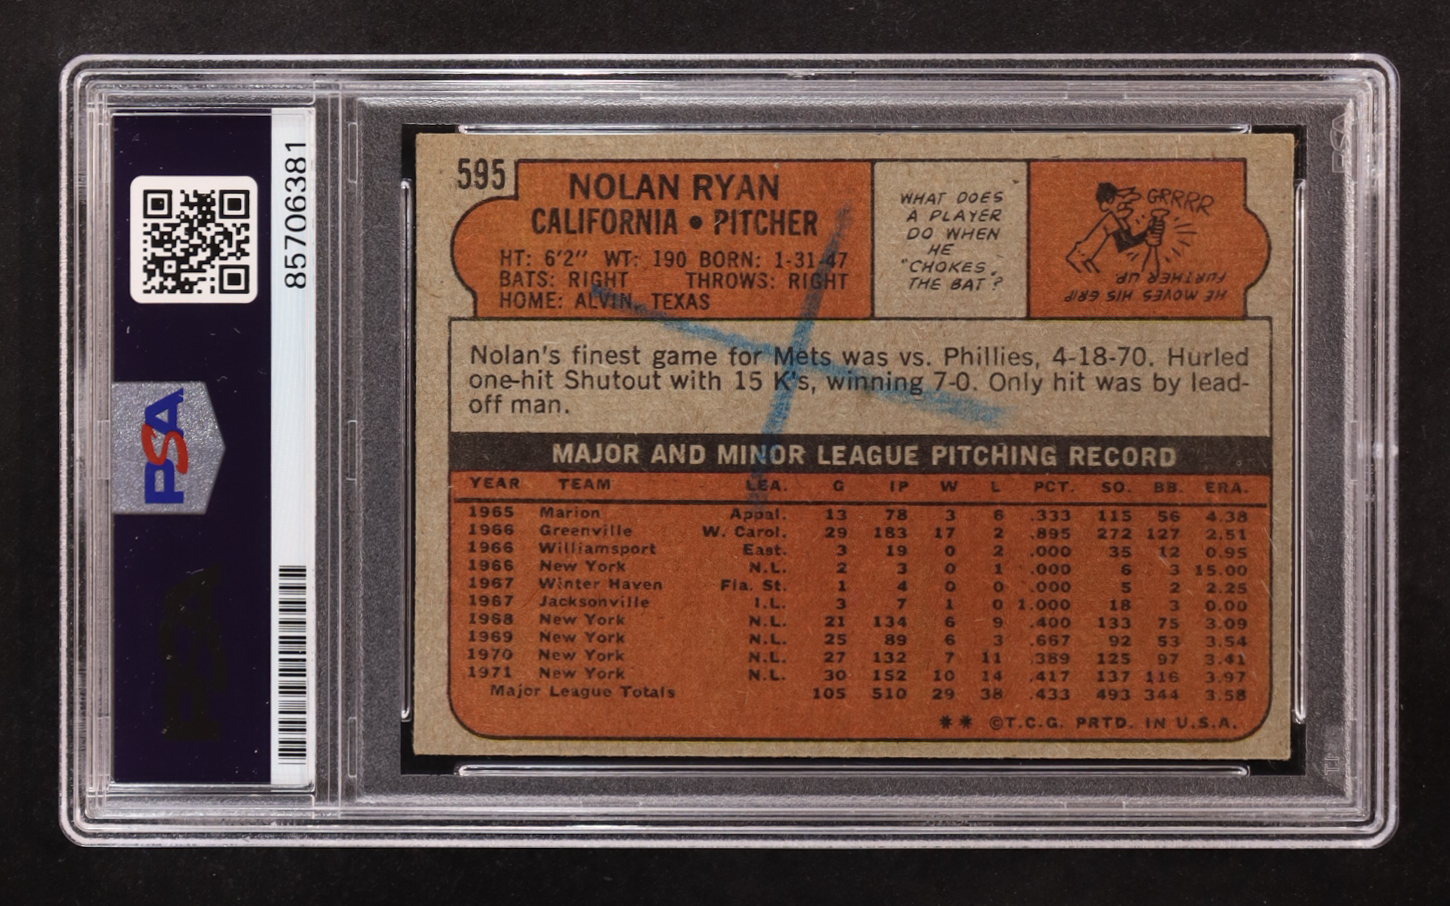 85706381
PSA
595
NOLAN RYAN
CALIFORNIA • PITCHER
HT: 6'2" WT: 190 BORN: 1-31-47
BATS: RIGHT THROWS: RIGHT
HOME: ALVIN, TEXAS
WHAT DOES
A PLAYER
DO WHEN
HE
"CHOKES"
THE BAT?
GRRRR
HE MOVES HIS GRIP
FURTHER UP
Nolan's finest game for Mets was vs. Phillies, 4-18-70. Hurled
one-hit Shutout with 15 K's, winning 7-0. Only hit was by lead-
off man.
MAJOR AND MINOR LEAGUE PITCHING RECORD
YEAR TEAM LEA. G IP W L PCT. SO. BB. ERA.
1965 Marion Appal. 13 78 3 6 .333 115 56 4.38
1966 Greenville W. Carol. 29 183 17 2 .895 272 127 2.51
1966 Williamsport East. 3 19 0 2 .000 35 12 0.95
1966 New York N.L. 2 3 0 1 .000 6 3 15.00
1967 Winter Haven Fla. St. 1 4 0 0 .000 5 2 2.25
1967 Jacksonville I.L. 3 7 1 0 1.000 18 3 0.00
1968 New York N.L. 21 134 6 9 .400 133 75 3.09
1969 New York N.L. 25 89 6 3 .667 92 53 3.54
1970 New York N.L. 27 132 7 11 .389 125 97 3.41
1971 New York N.L. 30 152 10 14 .417 137 116 3.97
Major League Totals 105 510 29 38 .433 493 344 3.58
** ©T.C.G. PRTD. IN U.S.A.